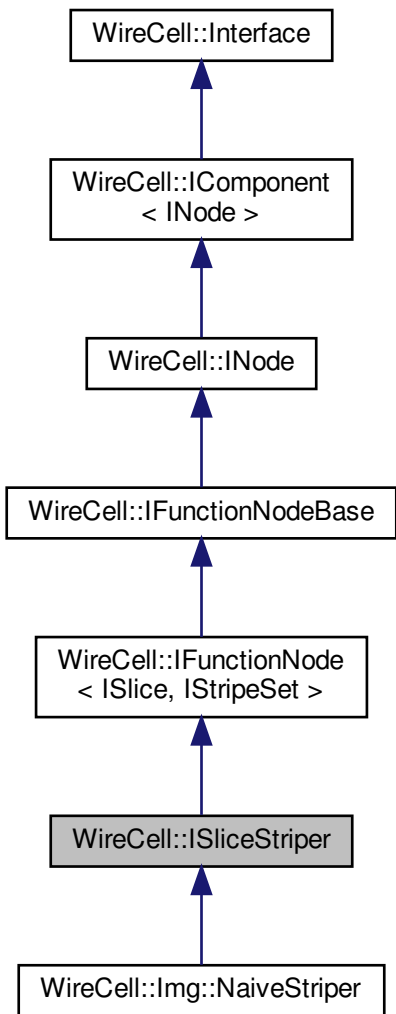 WireCell::Interface
WireCell::IComponent
< INode >
WireCell::INode
WireCell::IFunctionNodeBase
WireCell::IFunctionNode
< ISlice, IStripeSet >
WireCell::ISliceStriper
WireCell::Img::NaiveStriper